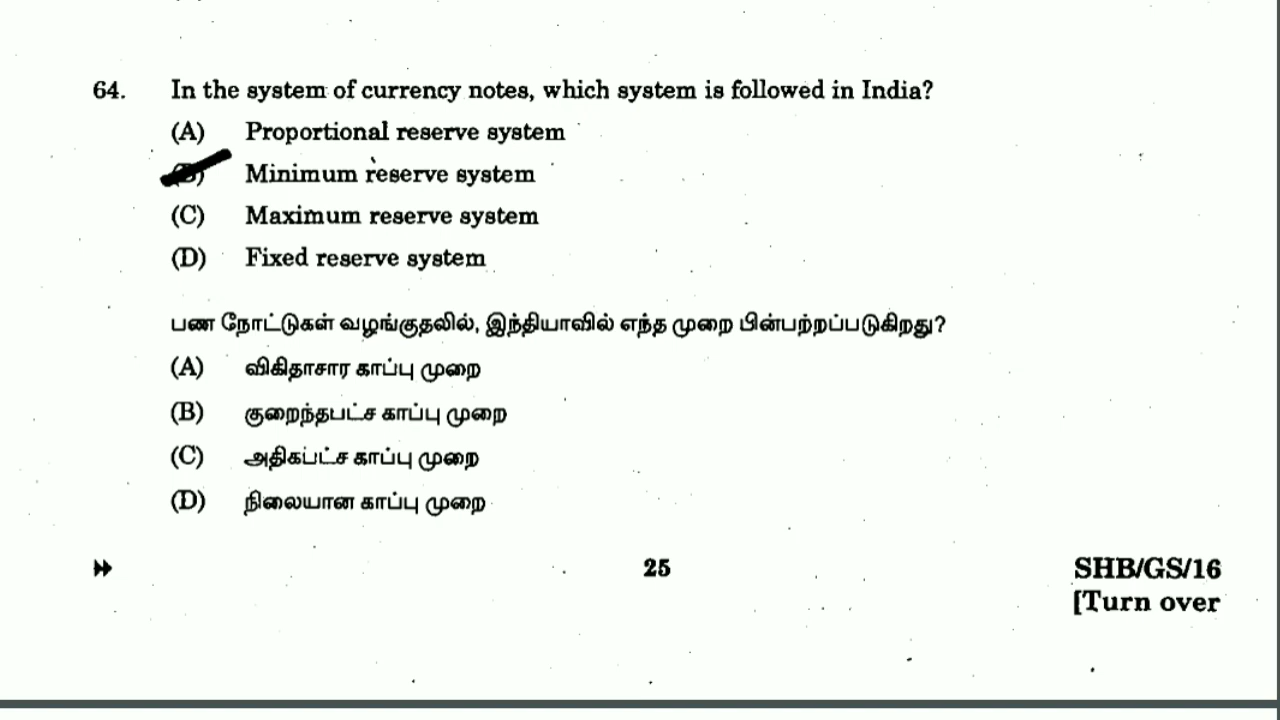 64. In the system of currency notes, which system is followed in India?
(A) Proportional reserve system
(B) Minimum reserve system
(C) Maximum reserve system
(D) Fixed reserve system
பண நோட்டுகள் வழங்குதலில், இந்தியாவில் எந்த முறை பின்பற்றப்படுகிறது?
(A) விகிதாசார காப்பு முறை
(B) குறைந்தபட்ச காப்பு முறை
(C) அதிகப்ட்ச காப்பு முறை
(D) நிலையான காப்பு முறை
25
SHB/GS/16
[Turn over